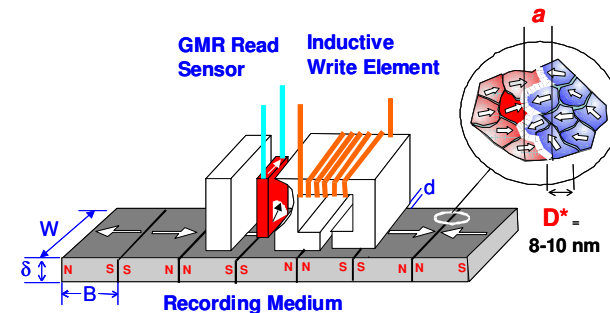 GMR Read
Sensor
Inductive
Write Element
a
D* =
8-10 nm
d
W
δ
B
N S S N N S S N N S S N N S
Recording Medium